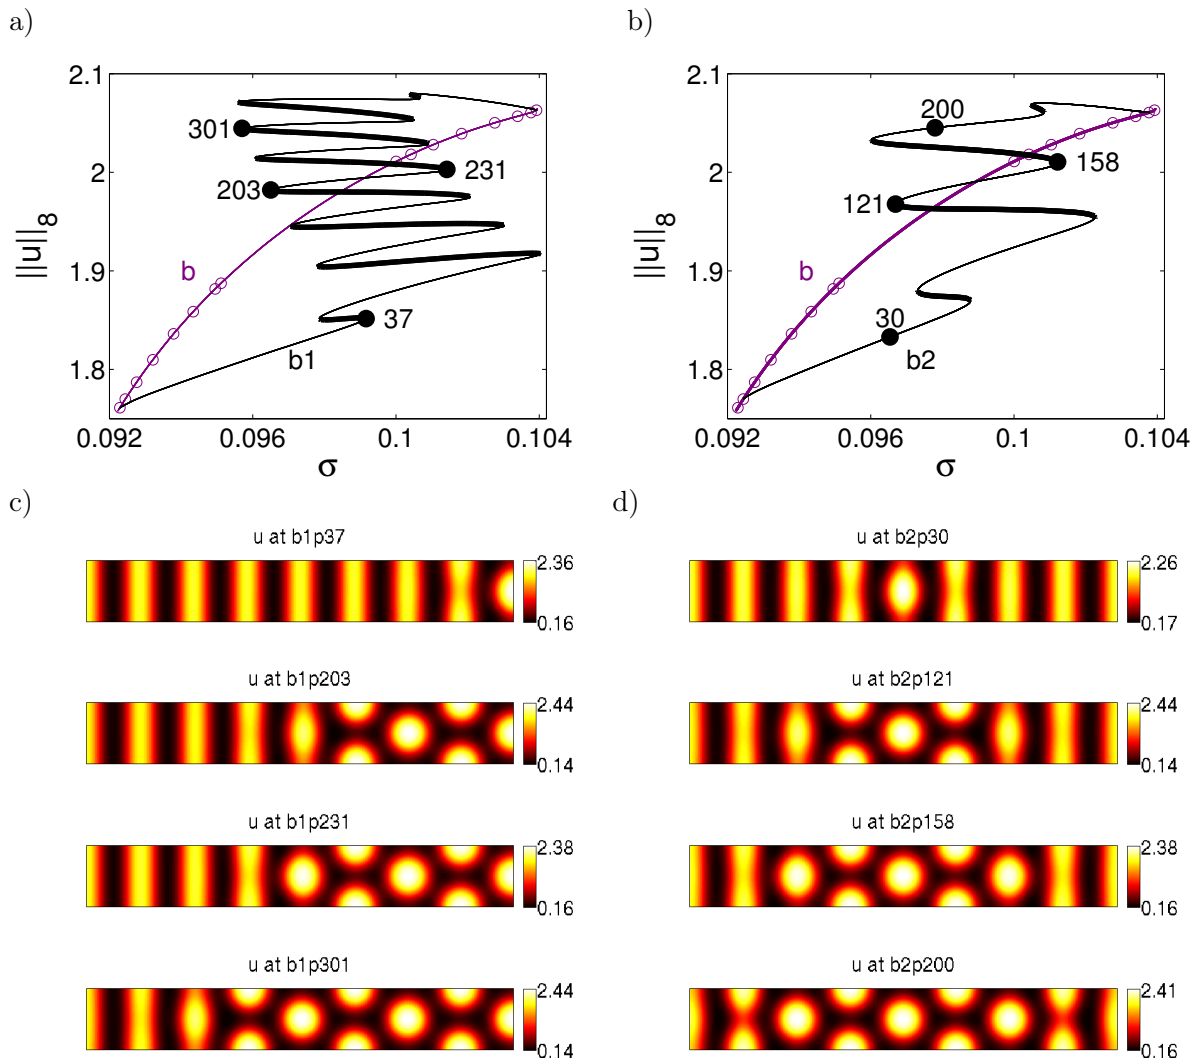 a)
b)
2.1
2
1.9
1.8
||u||8
301
203
231
37
b
b1
0.092
0.096
0.1
0.104
σ
2.1
2
1.9
1.8
||u||8
200
158
121
30
b
b2
0.092
0.096
0.1
0.104
σ
c)
d)
u at b1p37
2.36
0.16
u at b2p30
2.26
0.17
u at b1p203
2.44
0.14
u at b2p121
2.44
0.14
u at b1p231
2.38
0.16
u at b2p158
2.38
0.16
u at b1p301
2.44
0.14
u at b2p200
2.41
0.16